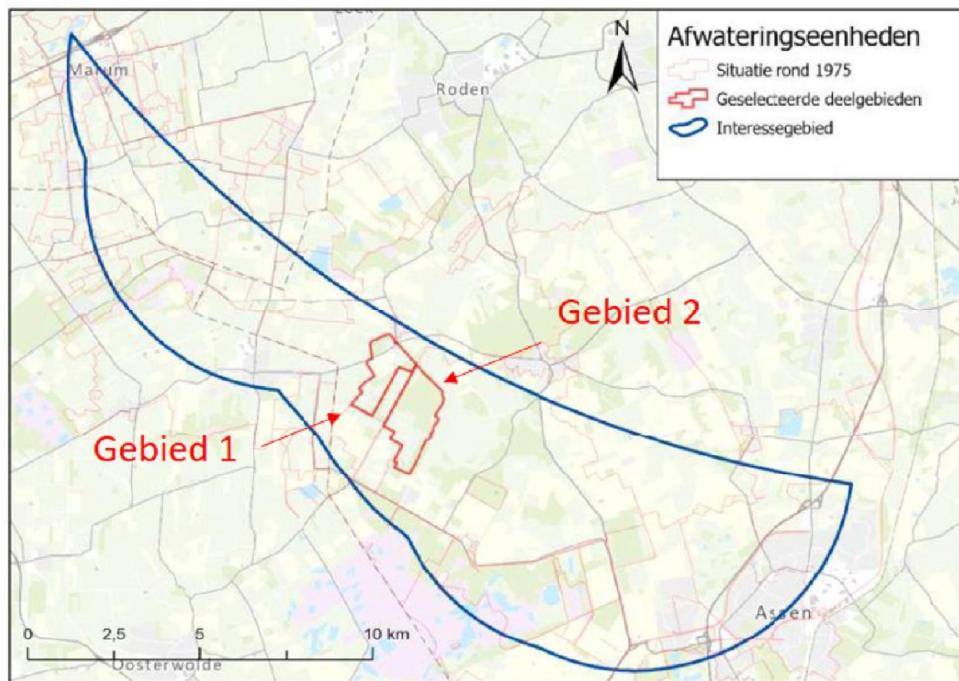 Leek
Marum
Roden
N
Afwateringseenheden
Situatie rond 1975
Geselecteerde deelgebieden
Interessegebied
Gebied 2
Gebied 1
Assen
0 2,5 5 10 km
Oosterwolde